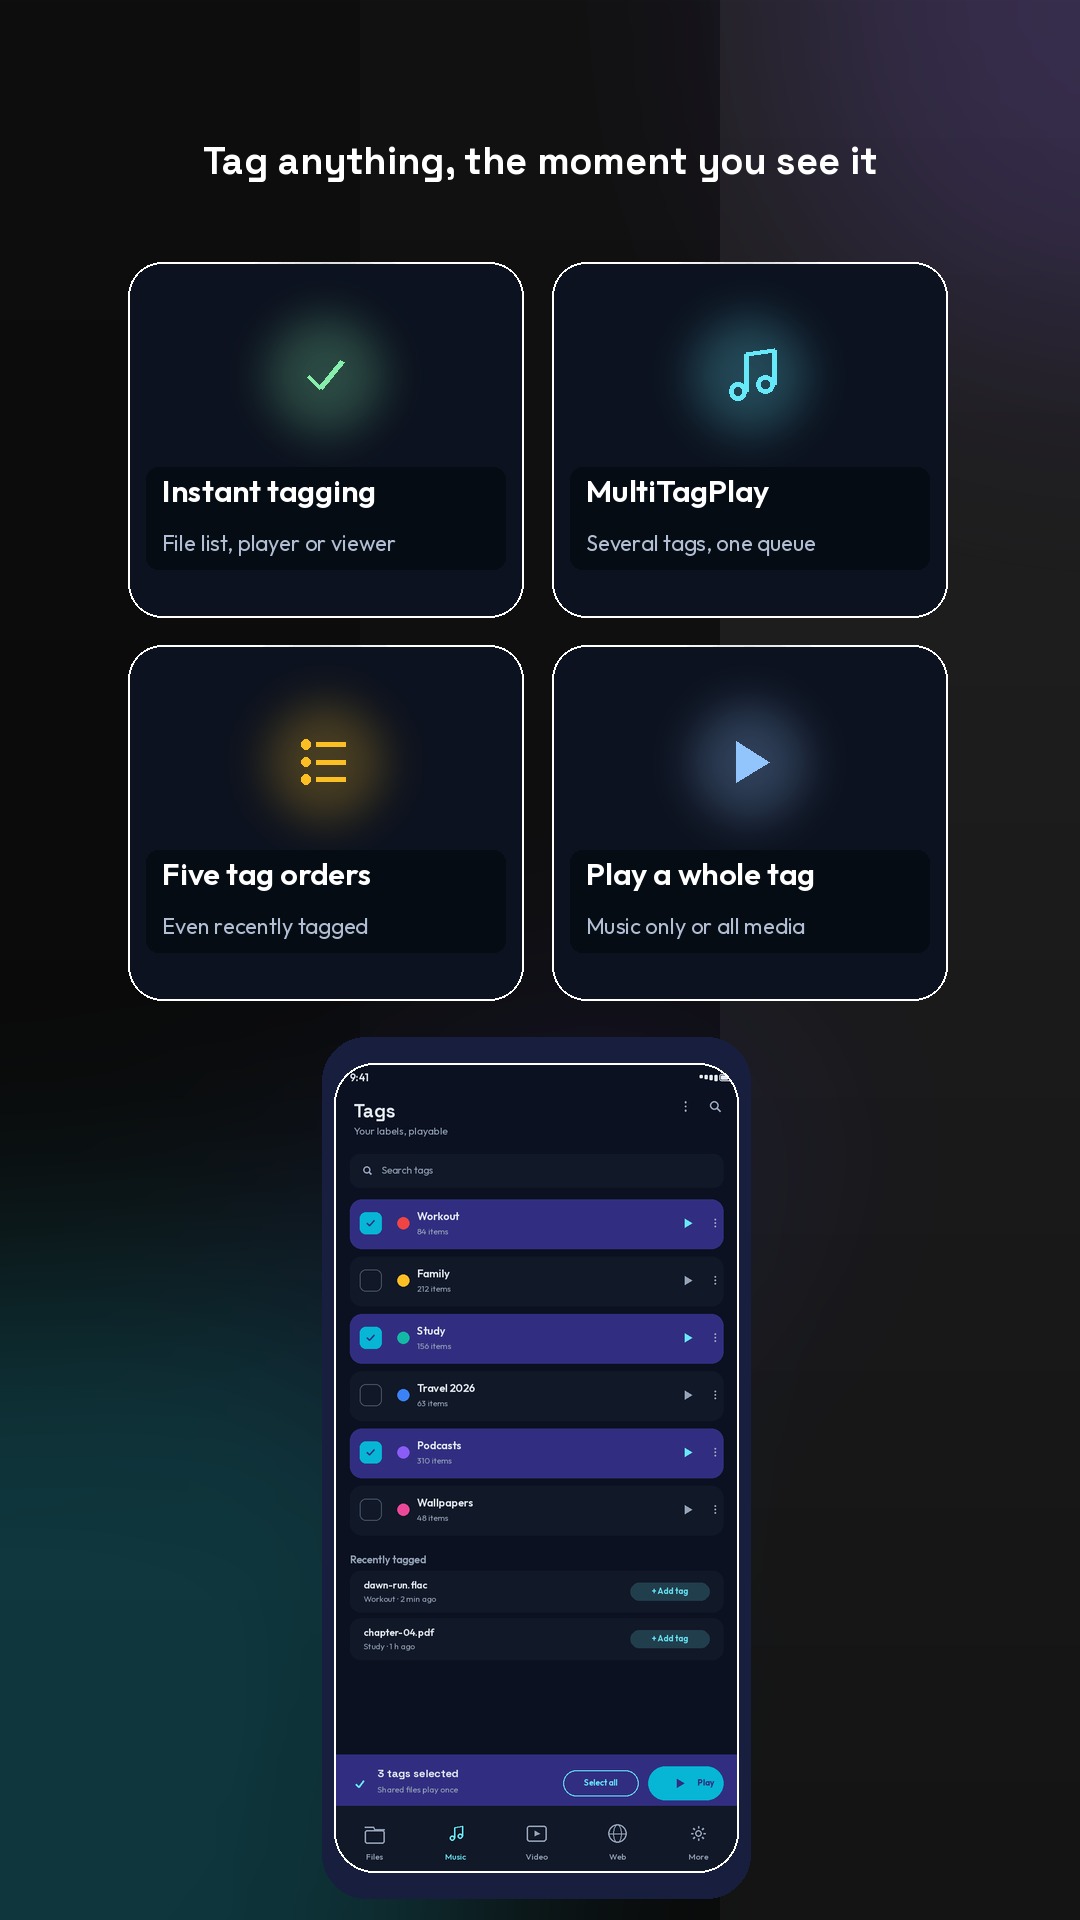 Tag anything, the moment you see it
Instant tagging
File list, player or viewer
MultiTagPlay
Several tags, one queue
Five tag orders
Even recently tagged
Play a whole tag
Music only or all media
9:41
Tags
Your labels, playable
Search tags
Workout
84 items
Family
212 items
Study
156 items
Travel 2026
63 items
Podcasts
310 items
Wallpapers
48 items
Recently tagged
dawn-run.flac
Workout · 2 min ago
+ Add tag
chapter-04.pdf
Study · 1 h ago
+ Add tag
3 tags selected
Shared files play once
Select all
Play
Files
Music
Video
Web
More